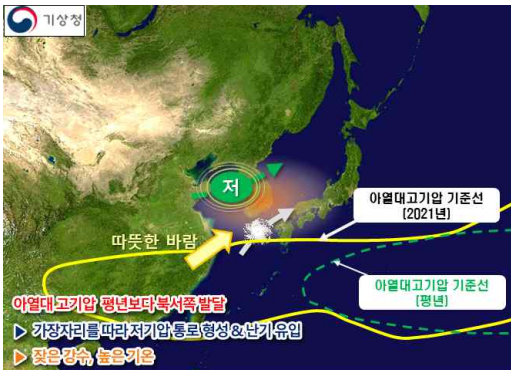 기상청
저
아열대고기압 기준선
(2021년)
따뜻한 바람
아열대고기압 기준선
(평년)
아열대고기압 평년보다 북서쪽 발달
▶ 가장자리를 따라 저기압 통로 형성 & 난기 유입
▶ 잦은 강수, 높은 기온